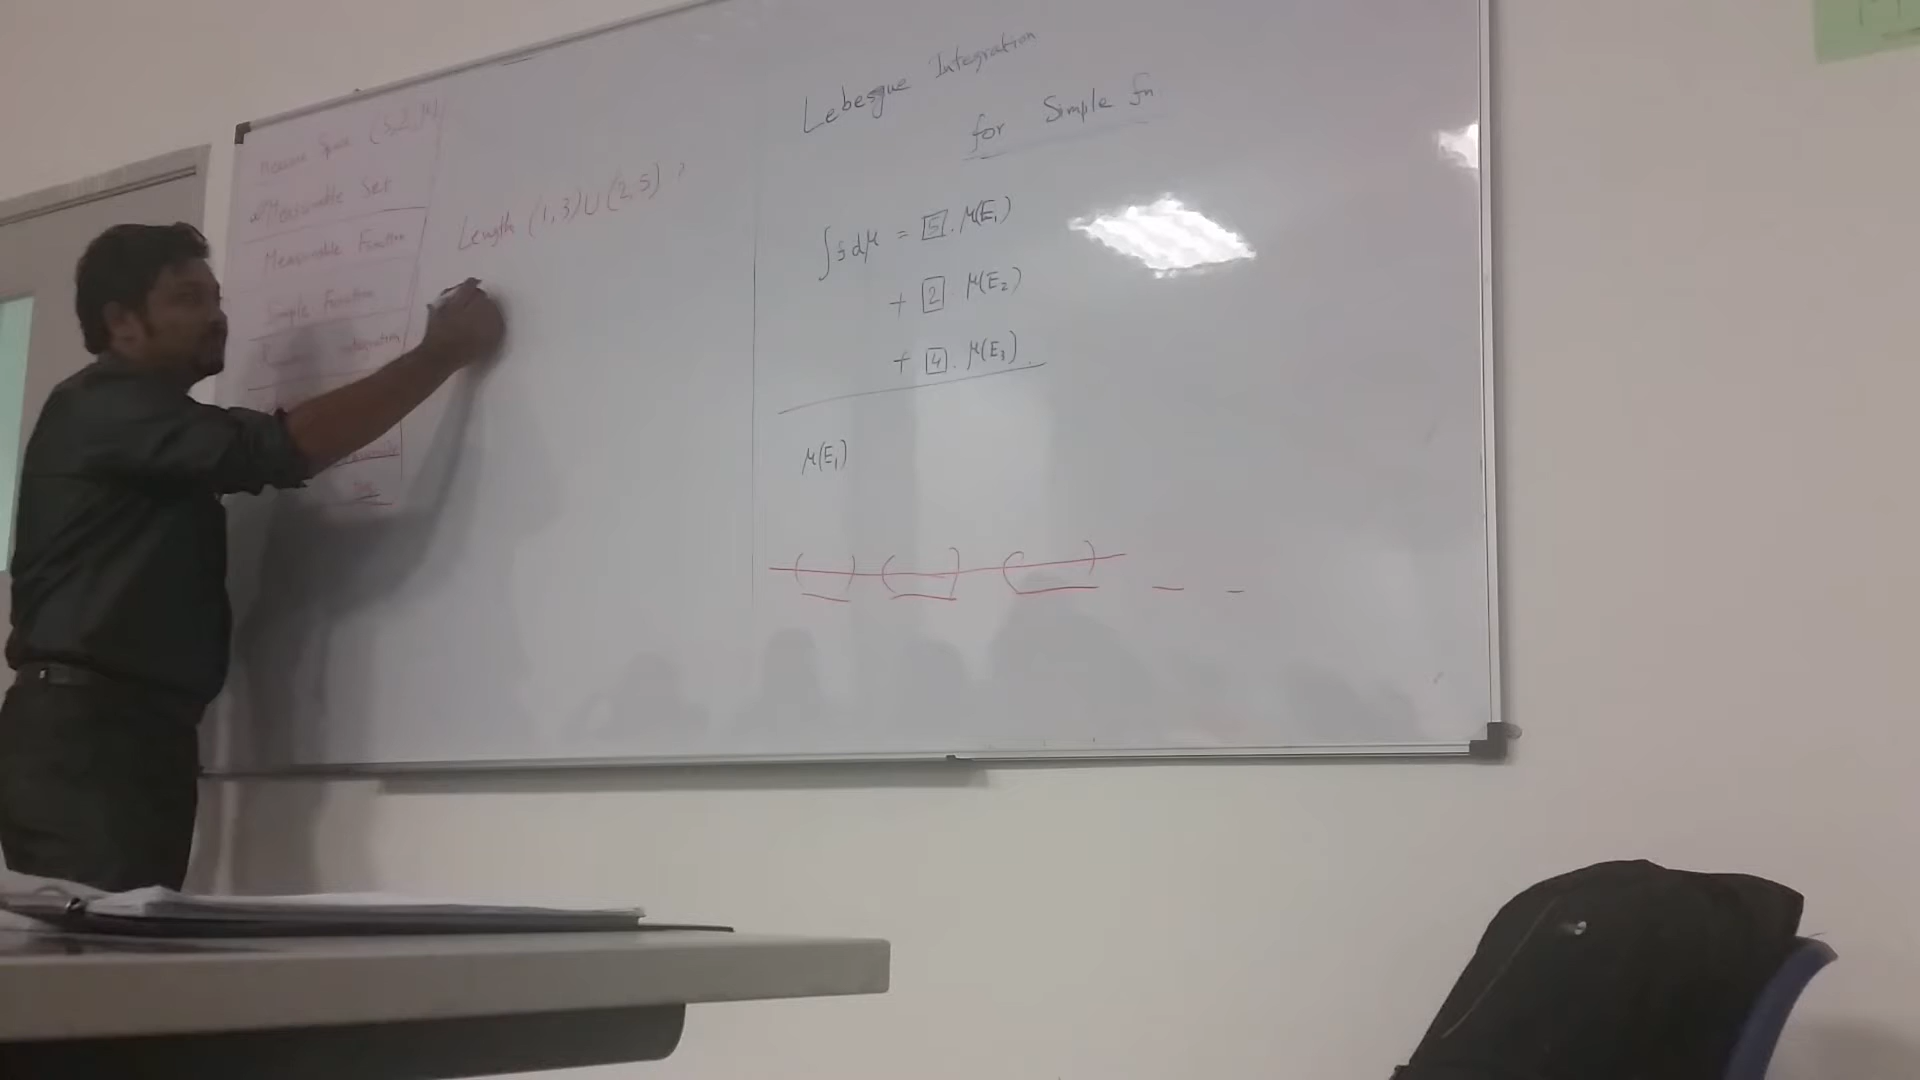 Measure Space (S, Σ, μ)
Measurable Set
Measurable Function
Simple Function
integration
Length (1,3)∪(2,5) ?
Lebesgue Integration
for Simple fn.
∫f dμ = 5 . μ(E₁)
+ 2 μ(E₂)
+ 4 . μ(E₃) .
μ(E₁)
( ) ( ) ( ) _ _